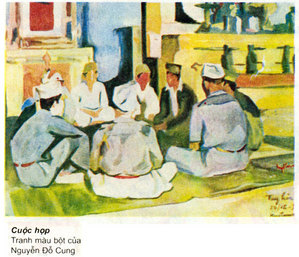 Cuộc họp
Tranh màu bột của
Nguyễn Đỗ Cung